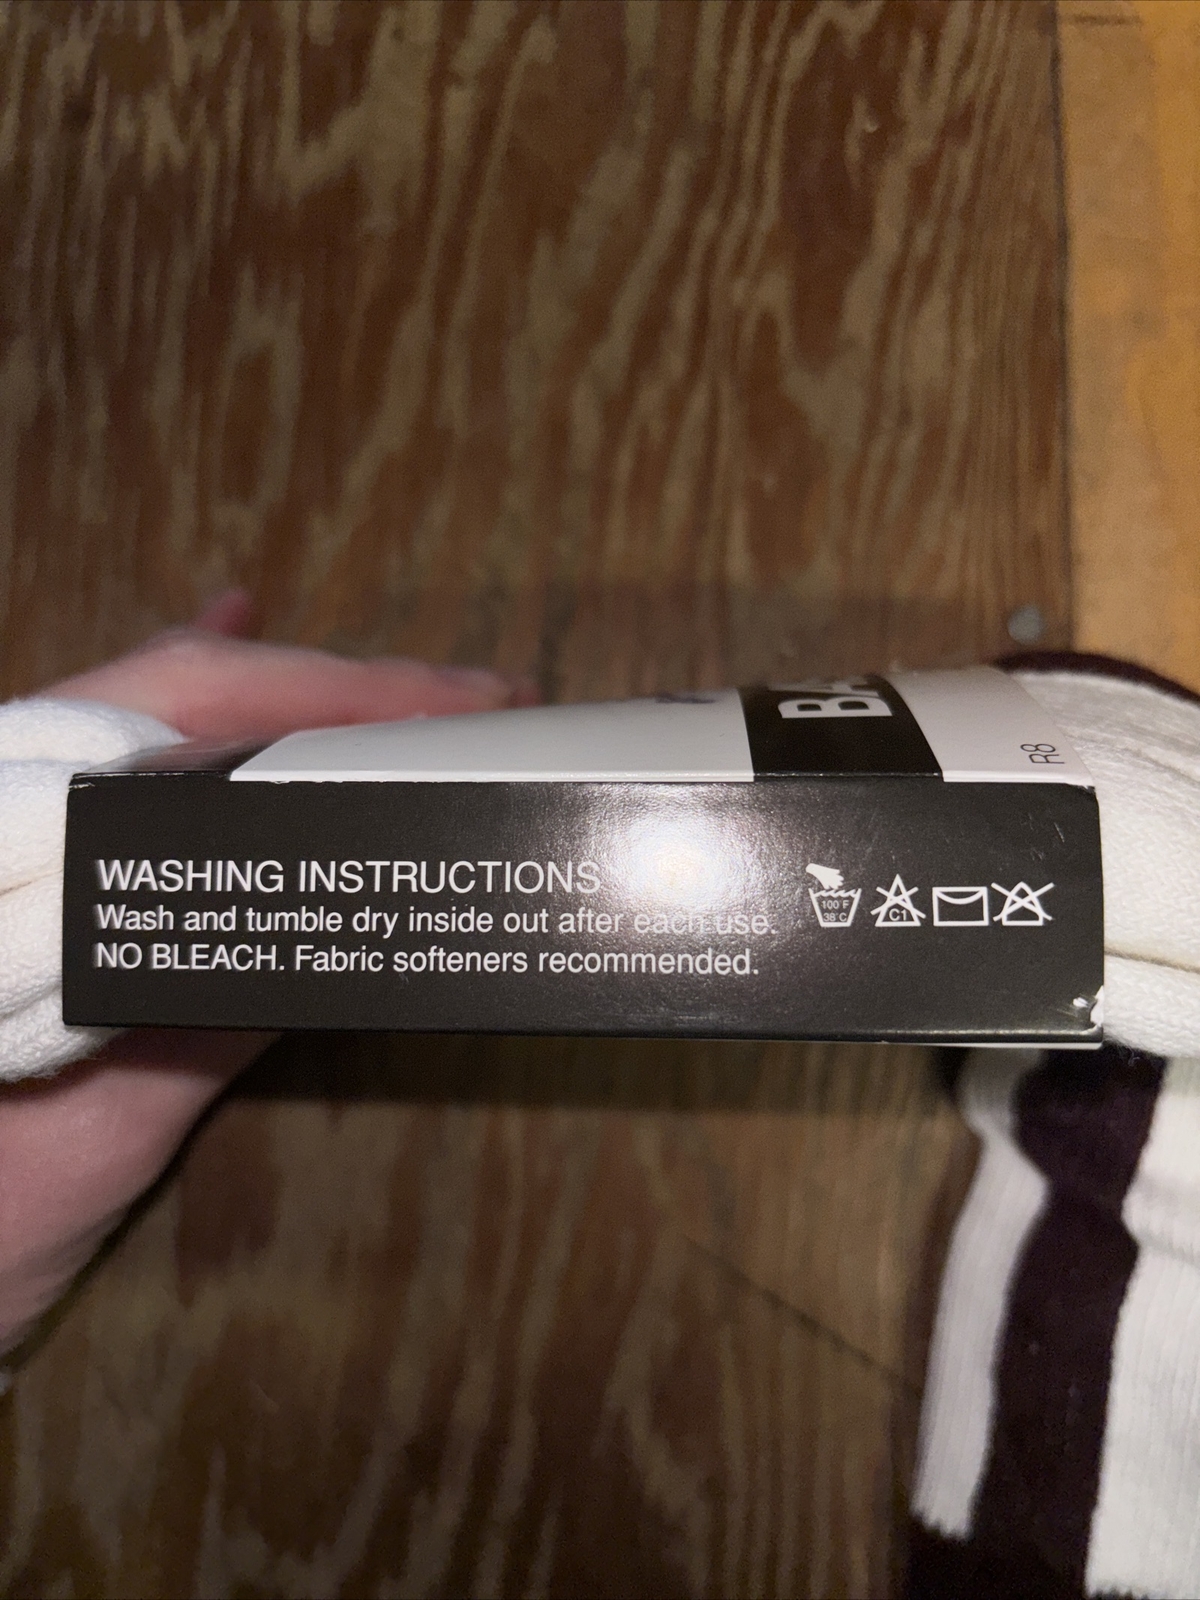 BA
R8
WASHING INSTRUCTIONS
Wash and tumble dry inside out after each use.
NO BLEACH. Fabric softeners recommended.
100 F
38 C
C1